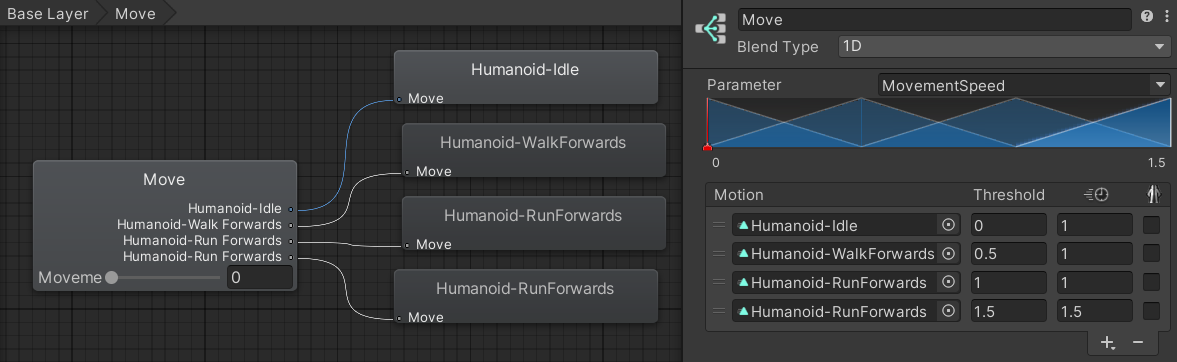 Base Layer
Move
Humanoid-Idle
Move
Humanoid-WalkForwards
Move
Humanoid-RunForwards
Move
Humanoid-RunForwards
Move
Move
Humanoid-Idle
Humanoid-Walk Forwards
Humanoid-Run Forwards
Humanoid-Run Forwards
Moveme 0
Move
Blend Type 1D
Parameter MovementSpeed
0 1.5
Motion Threshold
Humanoid-Idle 0 1
Humanoid-WalkForwards 0.5 1
Humanoid-RunForwards 1 1
Humanoid-RunForwards 1.5 1.5